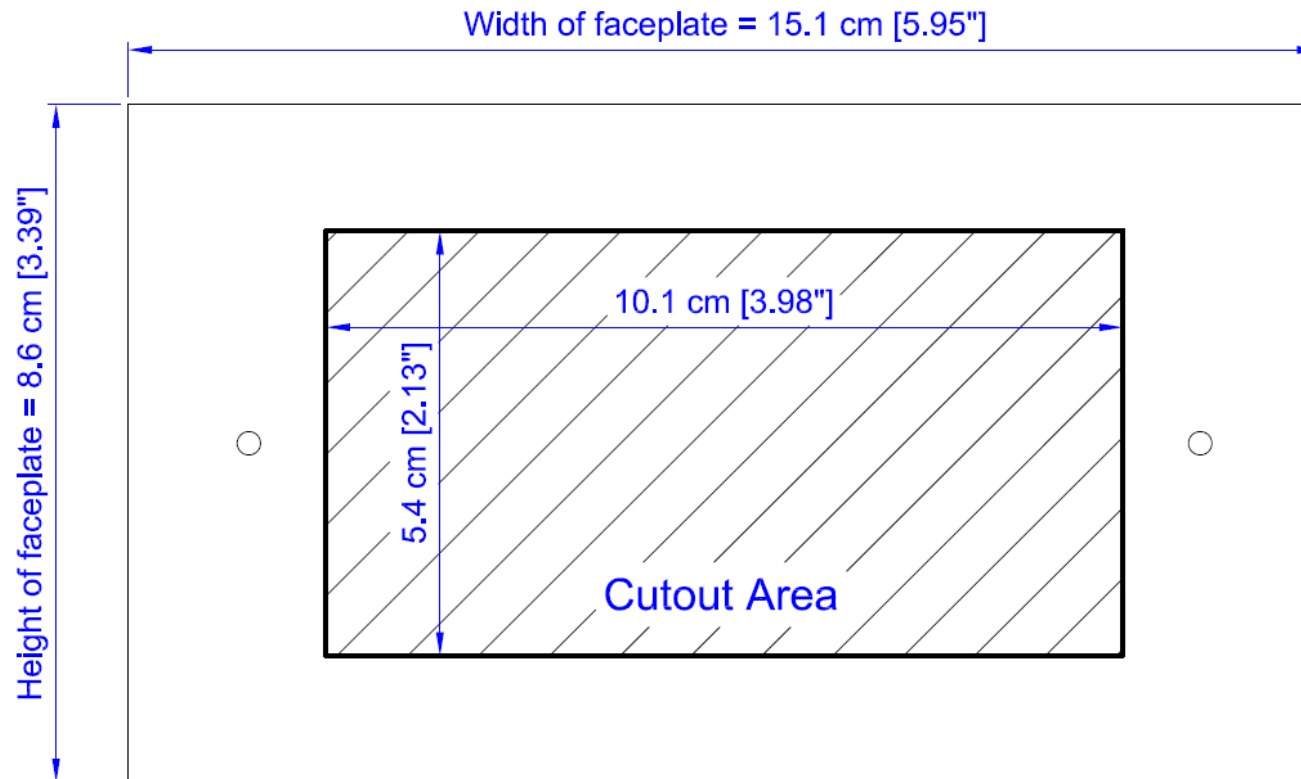 Width of faceplate = 15.1 cm [5.95"]
Height of faceplate = 8.6 cm [3.39"]
10.1 cm [3.98"]
5.4 cm [2.13"]
Cutout Area